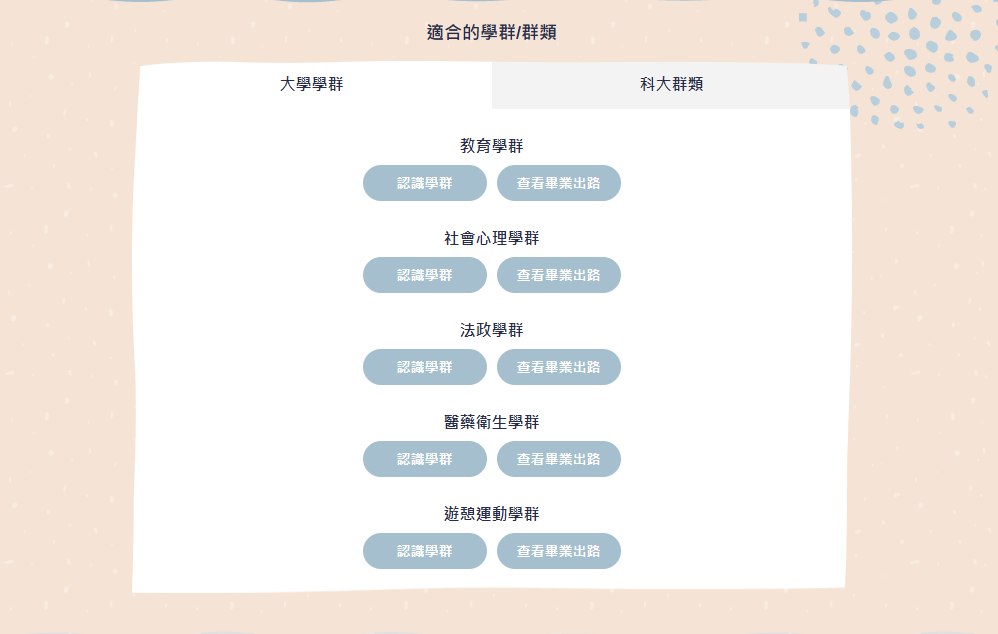 適合的學群/群類
大學學群 科大群類
教育學群
認識學群 查看畢業出路
社會心理學群
認識學群 查看畢業出路
法政學群
認識學群 查看畢業出路
醫藥衛生學群
認識學群 查看畢業出路
遊憩運動學群
認識學群 查看畢業出路